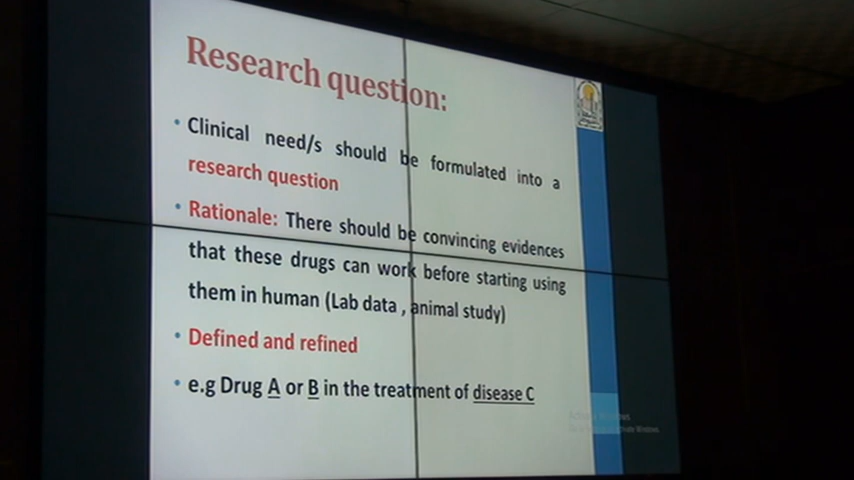 Research question:
• Clinical need/s should be formulated into a
research question
• Rationale: There should be convincing evidences
that these drugs can work before starting using
them in human (Lab data , animal study)
• Defined and refined
• e.g Drug A or B in the treatment of disease C